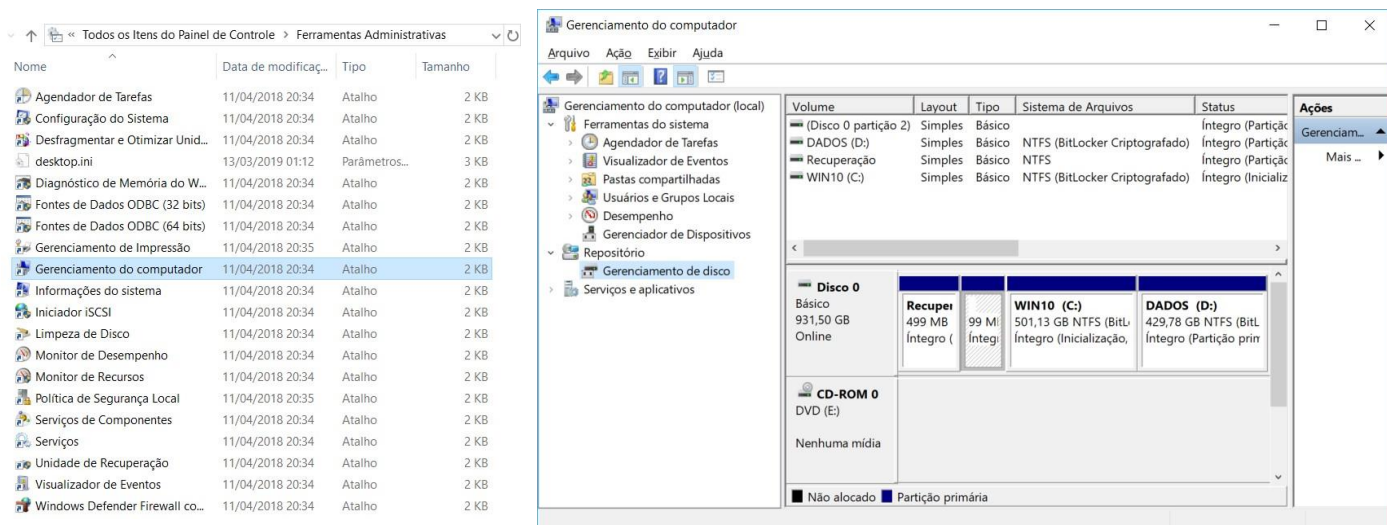 « Todos os Itens do Painel de Controle > Ferramentas Administrativas
Nome Data de modificaç... Tipo Tamanho
Agendador de Tarefas 11/04/2018 20:34 Atalho 2 KB
Configuração do Sistema 11/04/2018 20:34 Atalho 2 KB
Desfragmentar e Otimizar Unid... 11/04/2018 20:34 Atalho 2 KB
desktop.ini 13/03/2019 01:12 Parâmetros... 3 KB
Diagnóstico de Memória do W... 11/04/2018 20:34 Atalho 2 KB
Fontes de Dados ODBC (32 bits) 11/04/2018 20:34 Atalho 2 KB
Fontes de Dados ODBC (64 bits) 11/04/2018 20:34 Atalho 2 KB
Gerenciamento de Impressão 11/04/2018 20:35 Atalho 2 KB
Gerenciamento do computador 11/04/2018 20:34 Atalho 2 KB
Informações do sistema 11/04/2018 20:34 Atalho 2 KB
Iniciador iSCSI 11/04/2018 20:34 Atalho 2 KB
Limpeza de Disco 11/04/2018 20:34 Atalho 2 KB
Monitor de Desempenho 11/04/2018 20:34 Atalho 2 KB
Monitor de Recursos 11/04/2018 20:34 Atalho 2 KB
Política de Segurança Local 11/04/2018 20:35 Atalho 2 KB
Serviços de Componentes 11/04/2018 20:34 Atalho 2 KB
Serviços 11/04/2018 20:34 Atalho 2 KB
Unidade de Recuperação 11/04/2018 20:34 Atalho 2 KB
Visualizador de Eventos 11/04/2018 20:34 Atalho 2 KB
Windows Defender Firewall co... 11/04/2018 20:34 Atalho 2 KB
Gerenciamento do computador
Arquivo Ação Exibir Ajuda
Gerenciamento do computador (local)
Ferramentas do sistema
Agendador de Tarefas
Visualizador de Eventos
Pastas compartilhadas
Usuários e Grupos Locais
Desempenho
Gerenciador de Dispositivos
Repositório
Gerenciamento de disco
Serviços e aplicativos
Volume Layout Tipo Sistema de Arquivos Status
(Disco 0 partição 2) Simples Básico Íntegro (Partiçã
DADOS (D:) Simples Básico NTFS (BitLocker Criptografado) Íntegro (Partiçã
Recuperação Simples Básico NTFS Íntegro (Partiçã
WIN10 (C:) Simples Básico NTFS (BitLocker Criptografado) Íntegro (Inicializ
Disco 0
Básico
931,50 GB
Online
Recuper
499 MB
Íntegro (
99 M
Íntegr
WIN10 (C:)
501,13 GB NTFS (BitL
Íntegro (Inicialização,
DADOS (D:)
429,78 GB NTFS (BitL
Íntegro (Partição prim
CD-ROM 0
DVD (E:)
Nenhuma mídia
Não alocado Partição primária
Ações
Gerenciam...
Mais ...